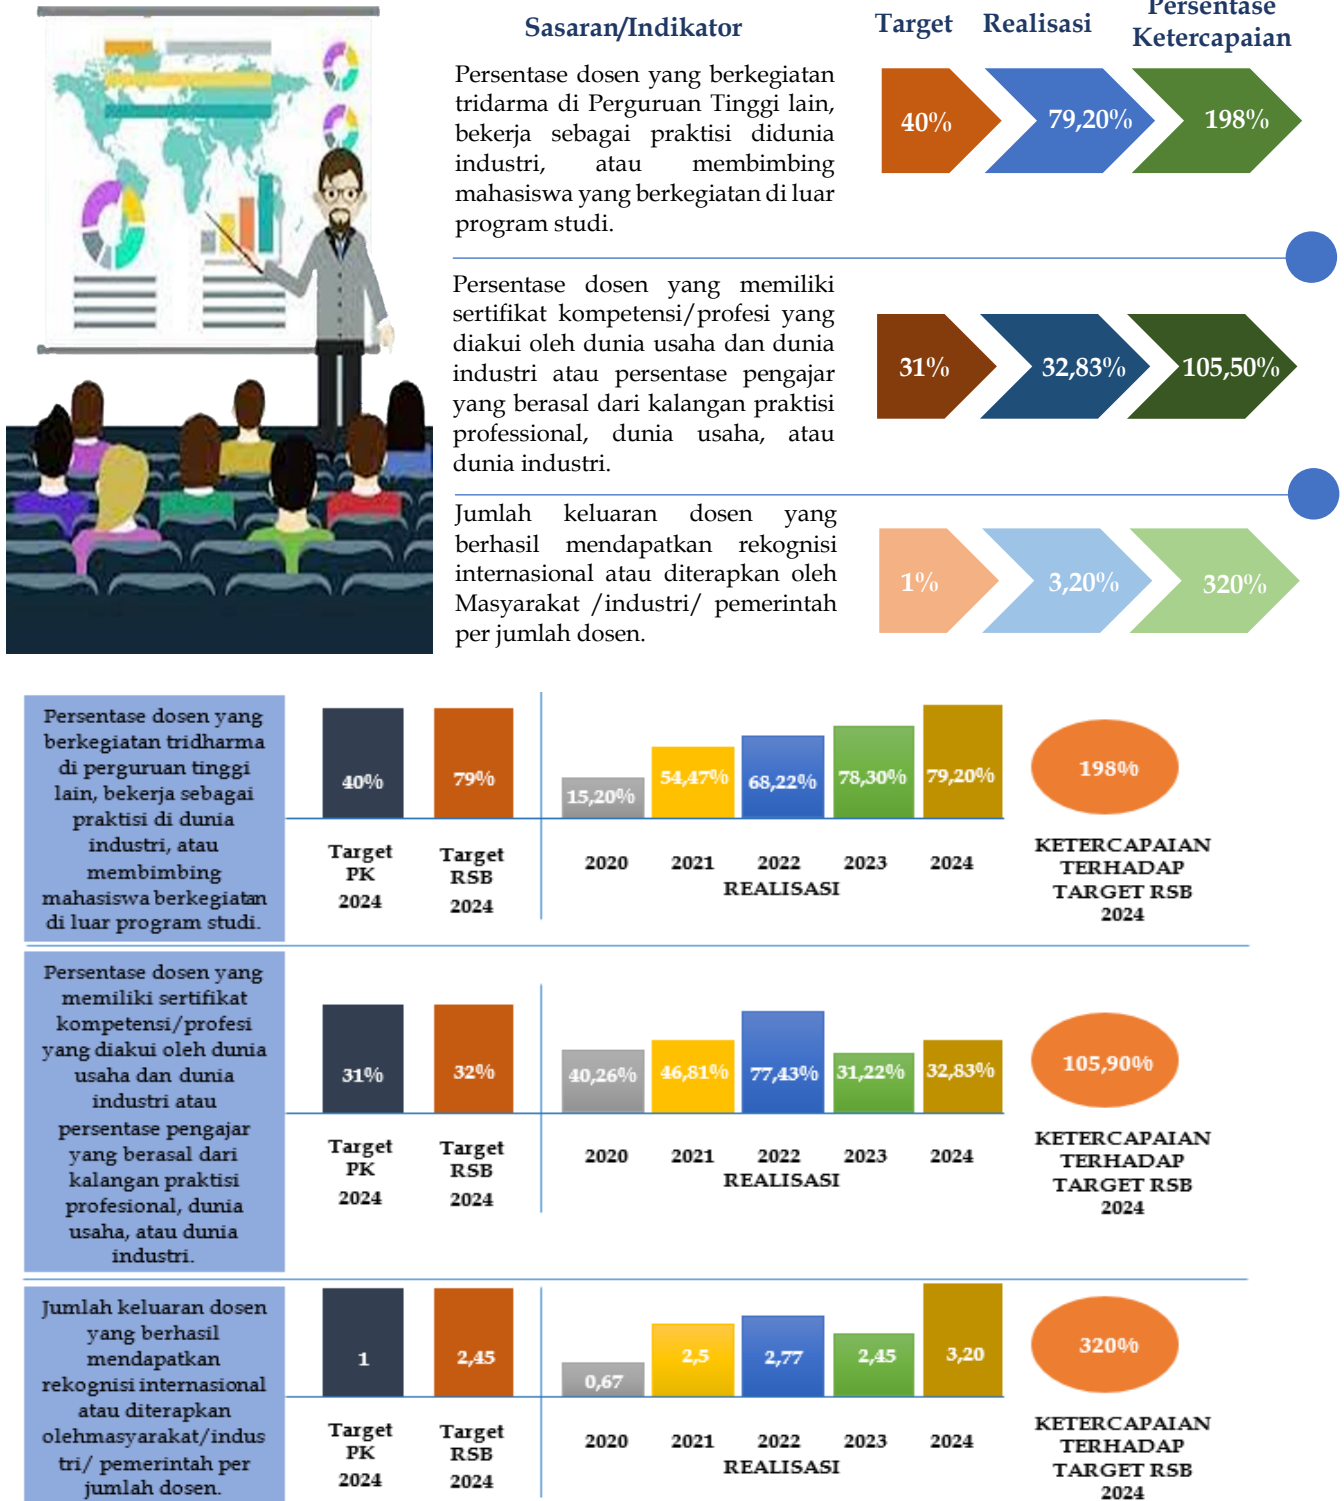 Sasaran/Indikator
Target
Realisasi
Persentase
Ketercapaian
Persentase dosen yang berkegiatan
tridarma di Perguruan Tinggi lain,
bekerja sebagai praktisi didunia
industri, atau membimbing
mahasiswa yang berkegiatan di luar
program studi.
40%
79,20%
198%
Persentase dosen yang memiliki
sertifikat kompetensi/profesi yang
diakui oleh dunia usaha dan dunia
industri atau persentase pengajar
yang berasal dari kalangan praktisi
professional, dunia usaha, atau
dunia industri.
31%
32,83%
105,50%
Jumlah keluaran dosen yang
berhasil mendapatkan rekognisi
internasional atau diterapkan oleh
Masyarakat /industri/ pemerintah
per jumlah dosen.
1%
3,20%
320%
Persentase dosen yang
berkegiatan tridharma
di perguruan tinggi
lain, bekerja sebagai
praktisi di dunia
industri, atau
membimbing
mahasiswa berkegiatan
di luar program studi.
40%
79%
15,20%
54,47%
68,22%
78,30%
79,20%
198%
Target
PK
2024
Target
RSB
2024
2020
2021
2022
2023
2024
REALISASI
KETERCAPAIAN
TERHADAP
TARGET RSB
2024
Persentase dosen yang
memiliki sertifikat
kompetensi/profesi
yang diakui oleh dunia
usaha dan dunia
industri atau
persentase pengajar
yang berasal dari
kalangan praktisi
profesional, dunia
usaha, atau dunia
industri.
31%
32%
40,26%
46,81%
77,43%
31,22%
32,83%
105,90%
Target
PK
2024
Target
RSB
2024
2020
2021
2022
2023
2024
REALISASI
KETERCAPAIAN
TERHADAP
TARGET RSB
2024
Jumlah keluaran dosen
yang berhasil
mendapatkan
rekognisi internasional
atau diterapkan
olehmasyarakat/indus
tri/ pemerintah per
jumlah dosen.
1
2,45
0,67
2,5
2,77
2,45
3,20
320%
Target
PK
2024
Target
RSB
2024
2020
2021
2022
2023
2024
REALISASI
KETERCAPAIAN
TERHADAP
TARGET RSB
2024